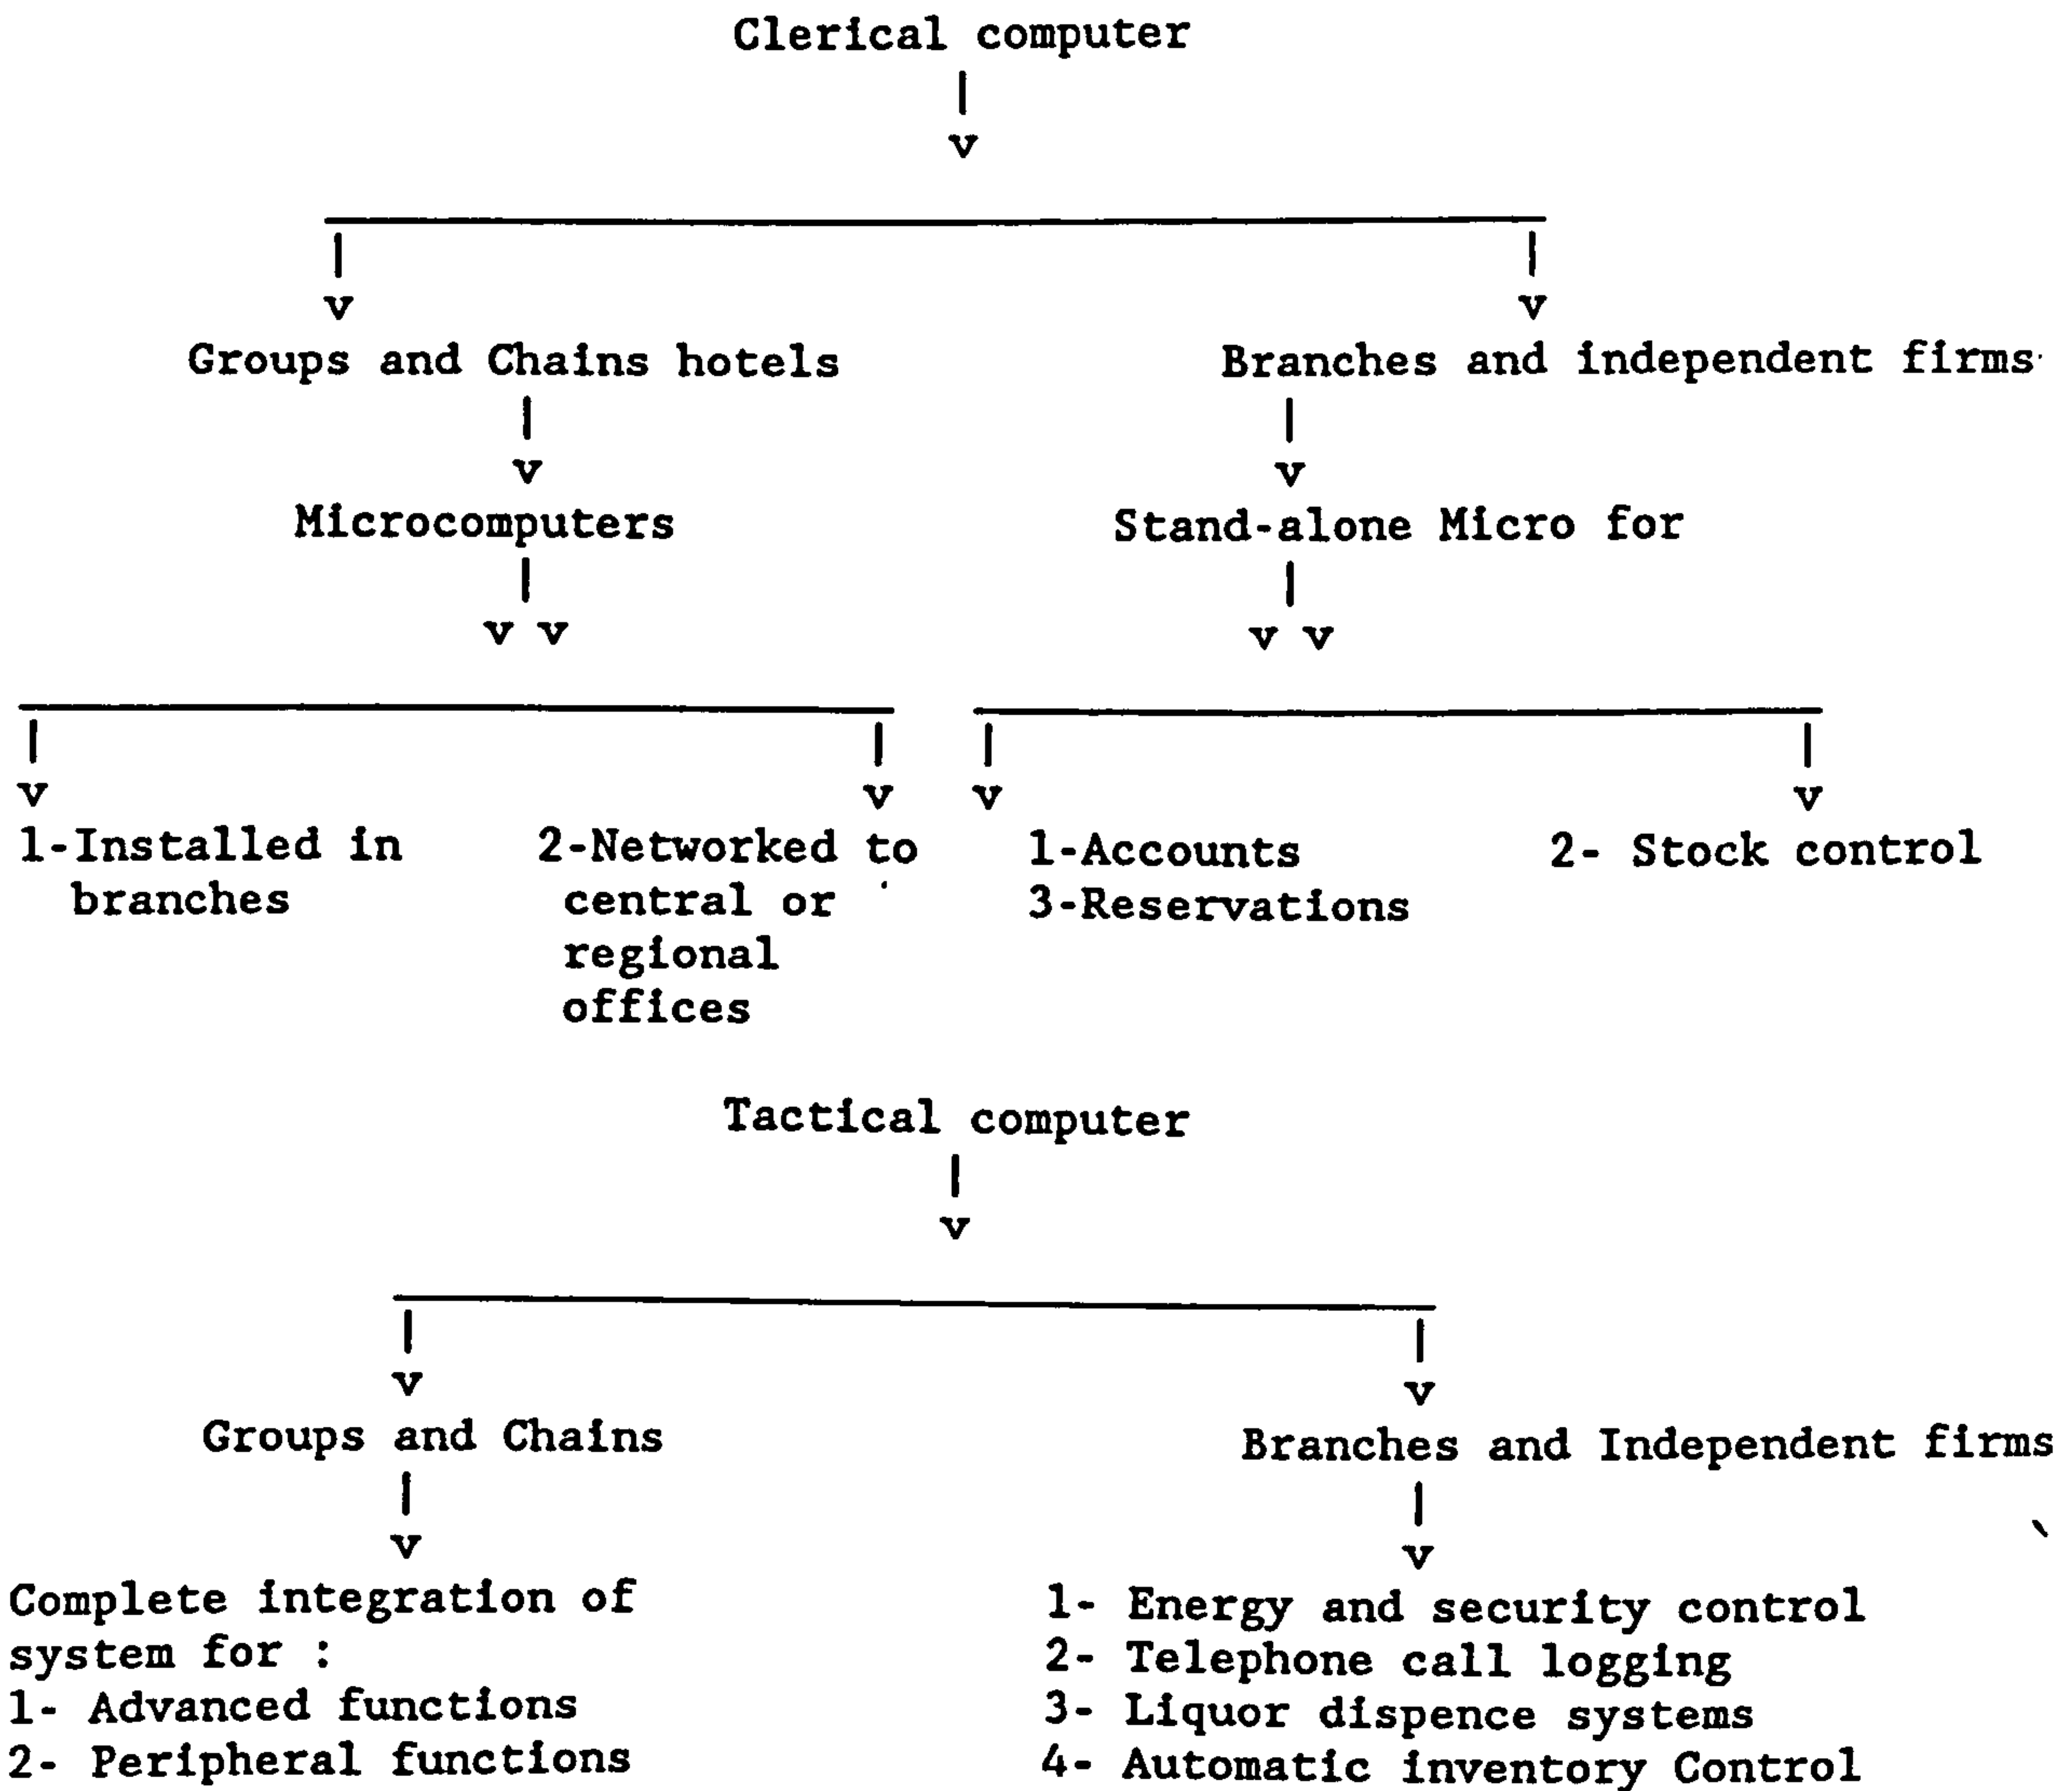 Clerical computer
Groups and Chains hotels
Branches and independent firms
Microcomputers
Stand-alone Micro for
1-Installed in
branches
2-Networked to
central or
regional
offices
1-Accounts
2- Stock control
3-Reservations
Tactical computer
Groups and Chains
Branches and Independent firms
Complete integration of
system for :
1- Advanced functions
2- Peripheral functions
1- Energy and security control
2- Telephone call logging
3- Liquor dispence systems
4- Automatic inventory Control